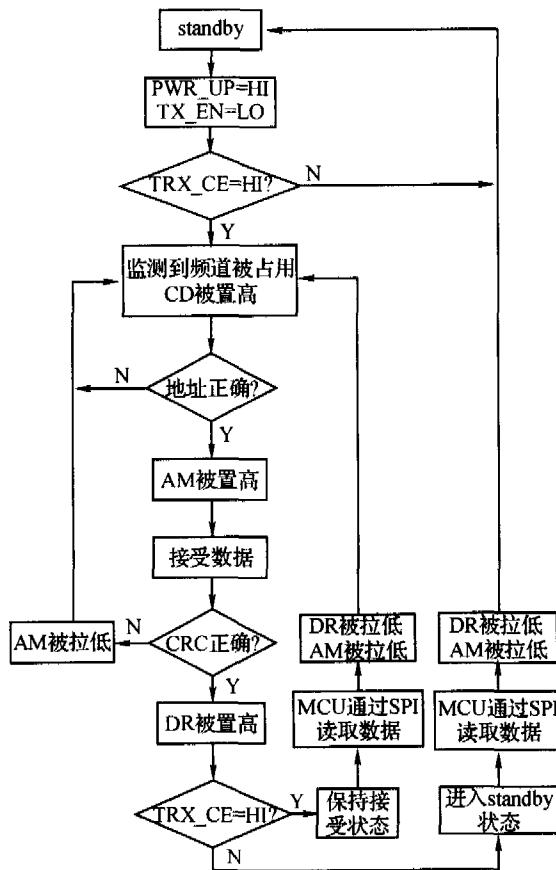 standby
PWR_UP=HI
TX_EN=LO
TRX_CE=HI?
N
Y
监测到频道被占用
CD被置高
N
地址正确?
Y
AM被置高
接受数据
AM被拉低
N
CRC正确?
DR被拉低
AM被拉低
DR被拉低
AM被拉低
Y
DR被置高
MCU通过SPI
读取数据
MCU通过SPI
读取数据
TRX_CE=HI?
Y
保持接
受状态
进入standby
状态
N